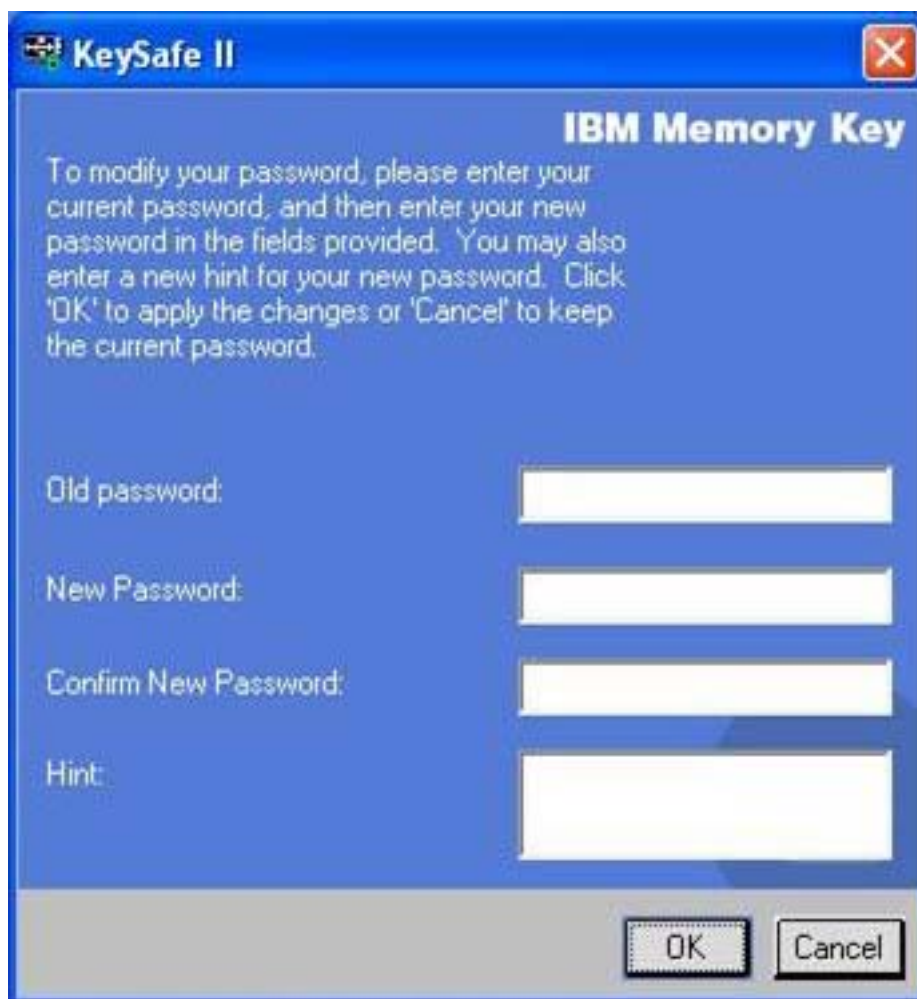 KeySafe II
IBM Memory Key
To modify your password, please enter your
current password, and then enter your new
password in the fields provided.  You may also
enter a new hint for your new password.  Click
'OK' to apply the changes or 'Cancel' to keep
the current password.
Old password:
New Password:
Confirm New Password:
Hint:
OK Cancel